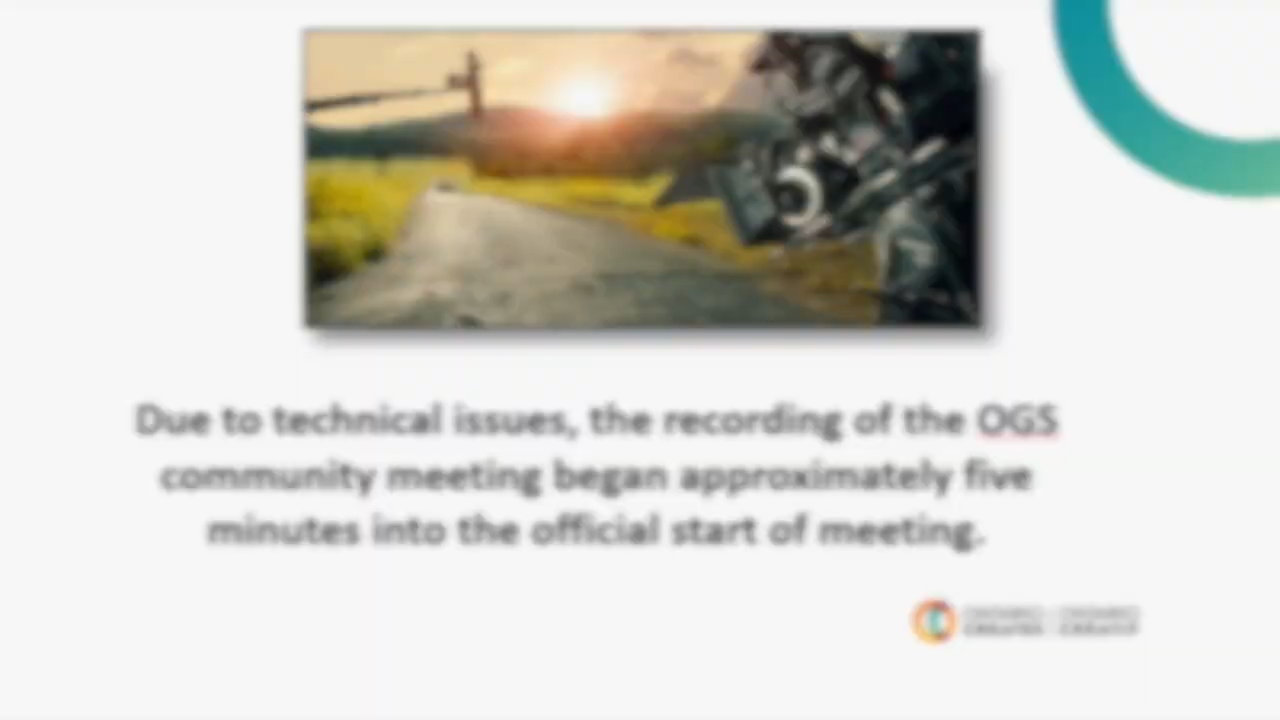 Due to technical issues, the recording of the OGS
community meeting began approximately five
minutes into the official start of meeting.